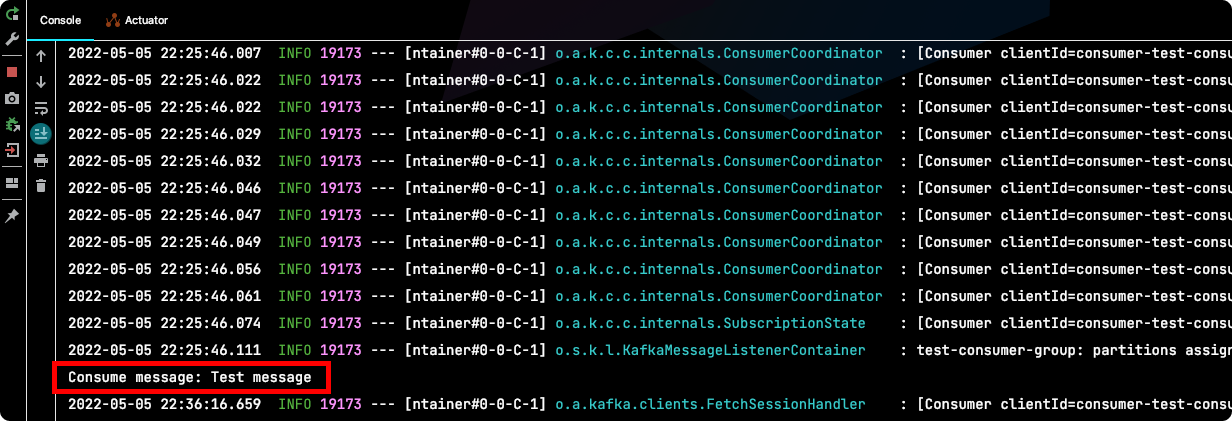 Console Actuator
2022-05-05 22:25:46.007 INFO 19173 --- [ntainer#0-0-C-1] o.a.k.c.c.internals.ConsumerCoordinator : [Consumer clientId=consumer-test-consu
2022-05-05 22:25:46.022 INFO 19173 --- [ntainer#0-0-C-1] o.a.k.c.c.internals.ConsumerCoordinator : [Consumer clientId=consumer-test-consu
2022-05-05 22:25:46.022 INFO 19173 --- [ntainer#0-0-C-1] o.a.k.c.c.internals.ConsumerCoordinator : [Consumer clientId=consumer-test-consu
2022-05-05 22:25:46.029 INFO 19173 --- [ntainer#0-0-C-1] o.a.k.c.c.internals.ConsumerCoordinator : [Consumer clientId=consumer-test-consu
2022-05-05 22:25:46.032 INFO 19173 --- [ntainer#0-0-C-1] o.a.k.c.c.internals.ConsumerCoordinator : [Consumer clientId=consumer-test-consu
2022-05-05 22:25:46.046 INFO 19173 --- [ntainer#0-0-C-1] o.a.k.c.c.internals.ConsumerCoordinator : [Consumer clientId=consumer-test-consu
2022-05-05 22:25:46.047 INFO 19173 --- [ntainer#0-0-C-1] o.a.k.c.c.internals.ConsumerCoordinator : [Consumer clientId=consumer-test-consu
2022-05-05 22:25:46.049 INFO 19173 --- [ntainer#0-0-C-1] o.a.k.c.c.internals.ConsumerCoordinator : [Consumer clientId=consumer-test-consu
2022-05-05 22:25:46.056 INFO 19173 --- [ntainer#0-0-C-1] o.a.k.c.c.internals.ConsumerCoordinator : [Consumer clientId=consumer-test-consu
2022-05-05 22:25:46.061 INFO 19173 --- [ntainer#0-0-C-1] o.a.k.c.c.internals.ConsumerCoordinator : [Consumer clientId=consumer-test-consu
2022-05-05 22:25:46.074 INFO 19173 --- [ntainer#0-0-C-1] o.a.k.c.c.internals.SubscriptionState : [Consumer clientId=consumer-test-consu
2022-05-05 22:25:46.111 INFO 19173 --- [ntainer#0-0-C-1] o.s.k.l.KafkaMessageListenerContainer : test-consumer-group: partitions assign
Consume message: Test message
2022-05-05 22:36:16.659 INFO 19173 --- [ntainer#0-0-C-1] o.a.kafka.clients.FetchSessionHandler : [Consumer clientId=consumer-test-consu